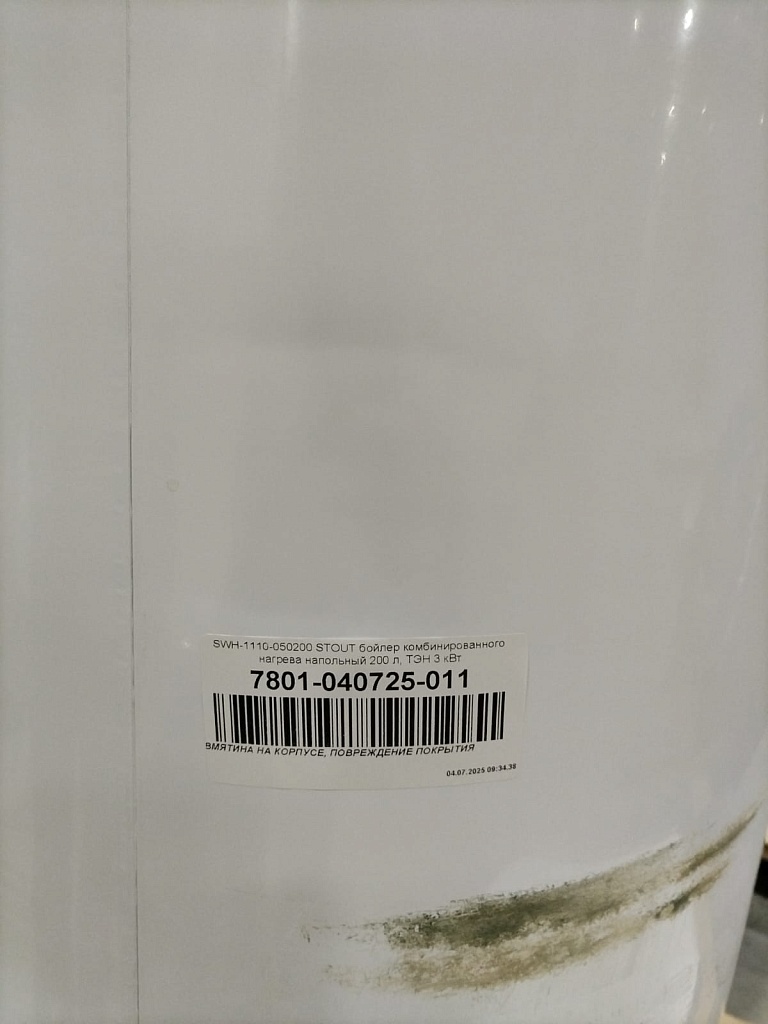 SWH-1110-050200 STOUT бойлер комбинированного
нагрева напольный 200 л, ТЭН 3 кВт
7801-040725-011
ВМЯТИНА НА КОРПУСЕ, ПОВРЕЖДЕНИЕ ПОКРЫТИЯ
04.07.2025 09:34:38